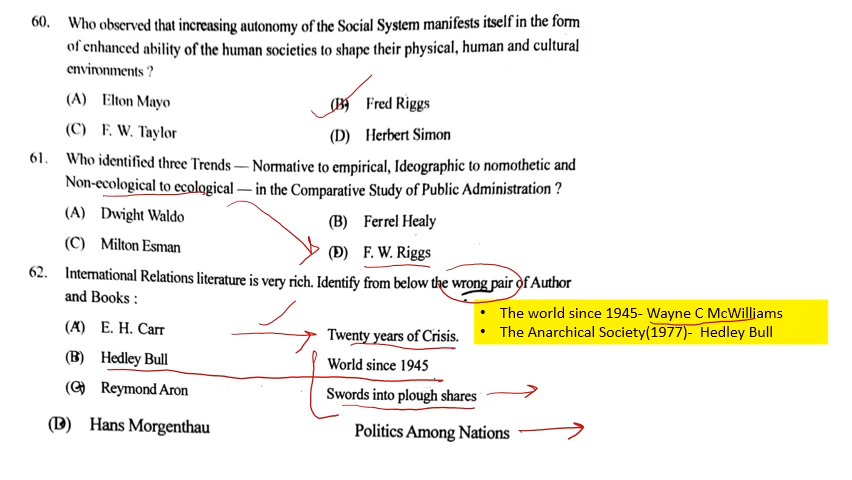 60. Who observed that increasing autonomy of the Social System manifests itself in the form
of enhanced ability of the human societies to shape their physical, human and cultural
environments ?
(A) Elton Mayo (B) Fred Riggs
(C) F. W. Taylor (D) Herbert Simon
61. Who identified three Trends — Normative to empirical, Ideographic to nomothetic and
Non-ecological to ecological — in the Comparative Study of Public Administration ?
(A) Dwight Waldo (B) Ferrel Healy
(C) Milton Esman (D) F. W. Riggs
62. International Relations literature is very rich. Identify from below the wrong pair of Author
and Books :
• The world since 1945- Wayne C McWilliams
• The Anarchical Society(1977)- Hedley Bull
(A) E. H. Carr Twenty years of Crisis.
(B) Hedley Bull World since 1945
(C) Reymond Aron Swords into plough shares
(D) Hans Morgenthau Politics Among Nations